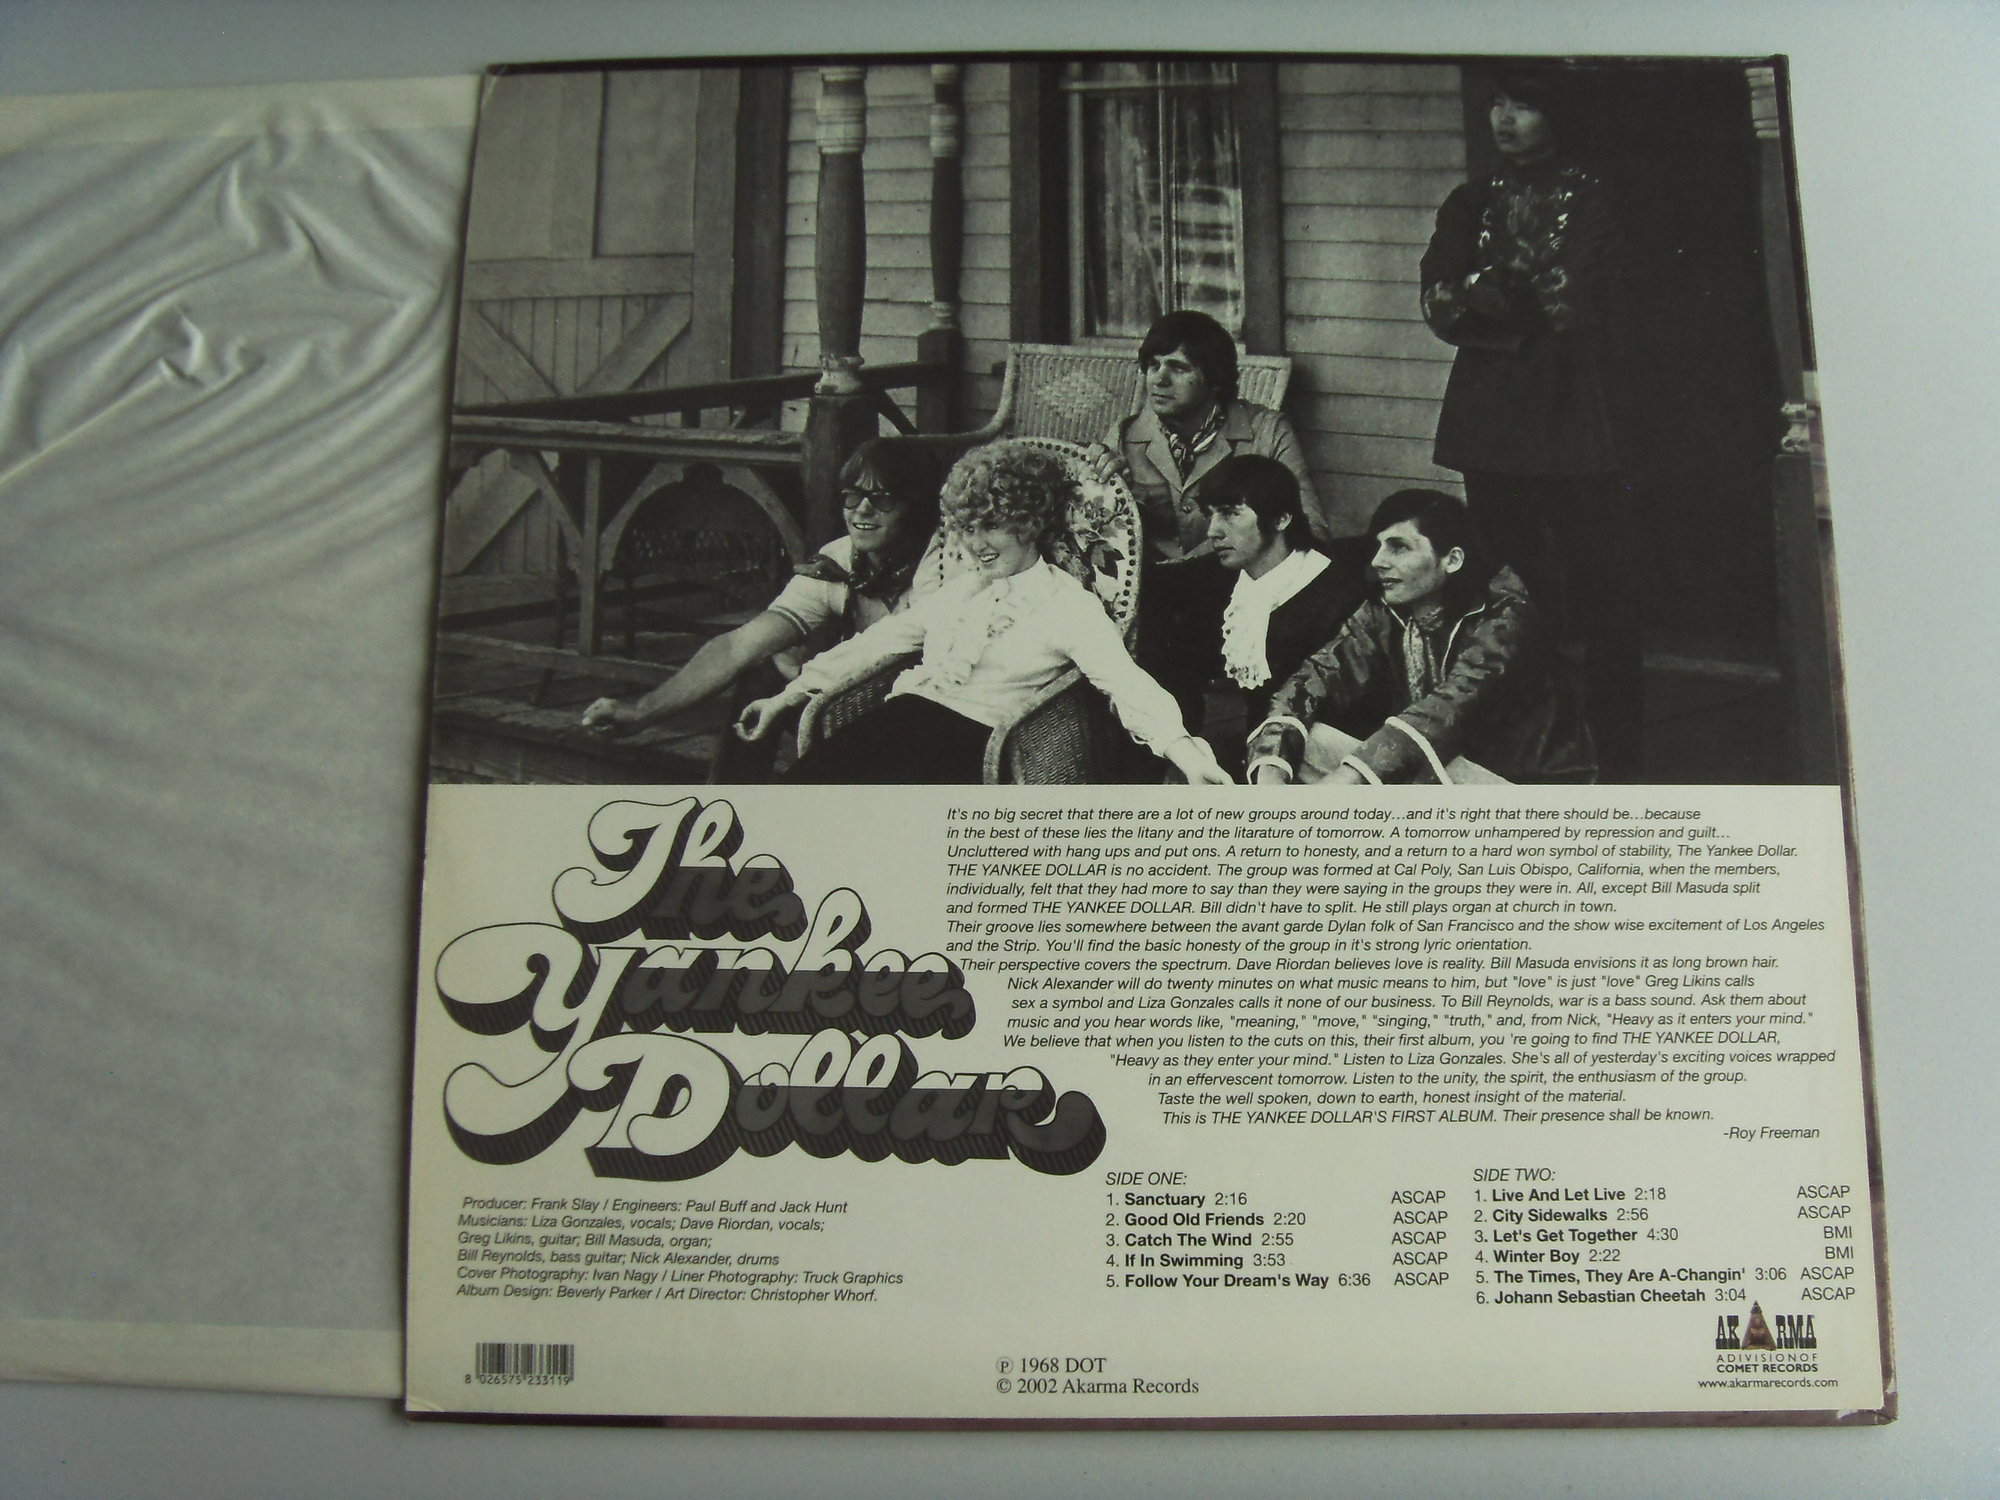 The
Yankee
Dollar
It's no big secret that there are a lot of new groups around today...and it's right that there should be...because
in the best of these lies the litany and the litarature of tomorrow. A tomorrow unhampered by repression and guilt...
Uncluttered with hang ups and put ons. A return to honesty, and a return to a hard won symbol of stability, The Yankee Dollar.
THE YANKEE DOLLAR is no accident. The group was formed at Cal Poly, San Luis Obispo, California, when the members,
individually, felt that they had more to say than they were saying in the groups they were in. All, except Bill Masuda split
and formed THE YANKEE DOLLAR. Bill didn't have to split. He still plays organ at church in town.
Their groove lies somewhere between the avant garde Dylan folk of San Francisco and the show wise excitement of Los Angeles
and the Strip. You'll find the basic honesty of the group in it's strong lyric orientation.
Their perspective covers the spectrum. Dave Riordan believes love is reality. Bill Masuda envisions it as long brown hair.
Nick Alexander will do twenty minutes on what music means to him, but "love" is just "love" Greg Likins calls
sex a symbol and Liza Gonzales calls it none of our business. To Bill Reynolds, war is a bass sound. Ask them about
music and you hear words like, "meaning," "move," "singing," "truth," and, from Nick, "Heavy as it enters your mind."
We believe that when you listen to the cuts on this, their first album, you 're going to find THE YANKEE DOLLAR,
"Heavy as they enter your mind." Listen to Liza Gonzales. She's all of yesterday's exciting voices wrapped
in an effervescent tomorrow. Listen to the unity, the spirit, the enthusiasm of the group.
Taste the well spoken, down to earth, honest insight of the material.
This is THE YANKEE DOLLAR'S FIRST ALBUM. Their presence shall be known.
-Roy Freeman
Producer: Frank Slay / Engineers: Paul Buff and Jack Hunt
Musicians: Liza Gonzales, vocals; Dave Riordan, vocals;
Greg Likins, guitar; Bill Masuda, organ;
Bill Reynolds, bass guitar; Nick Alexander, drums
Cover Photography: Ivan Nagy / Liner Photography: Truck Graphics
Album Design: Beverly Parker / Art Director: Christopher Whorf.
SIDE ONE:
1. Sanctuary 2:16 ASCAP
2. Good Old Friends 2:20 ASCAP
3. Catch The Wind 2:55 ASCAP
4. If In Swimming 3:53 ASCAP
5. Follow Your Dream's Way 6:36 ASCAP
SIDE TWO:
1. Live And Let Live 2:18 ASCAP
2. City Sidewalks 2:56 ASCAP
3. Let's Get Together 4:30 BMI
4. Winter Boy 2:22 BMI
5. The Times, They Are A-Changin' 3:06 ASCAP
6. Johann Sebastian Cheetah 3:04 ASCAP
8 026575 233119
℗ 1968 DOT
© 2002 Akarma Records
AKARMA
A DIVISION OF
COMET RECORDS
www.akarmarecords.com